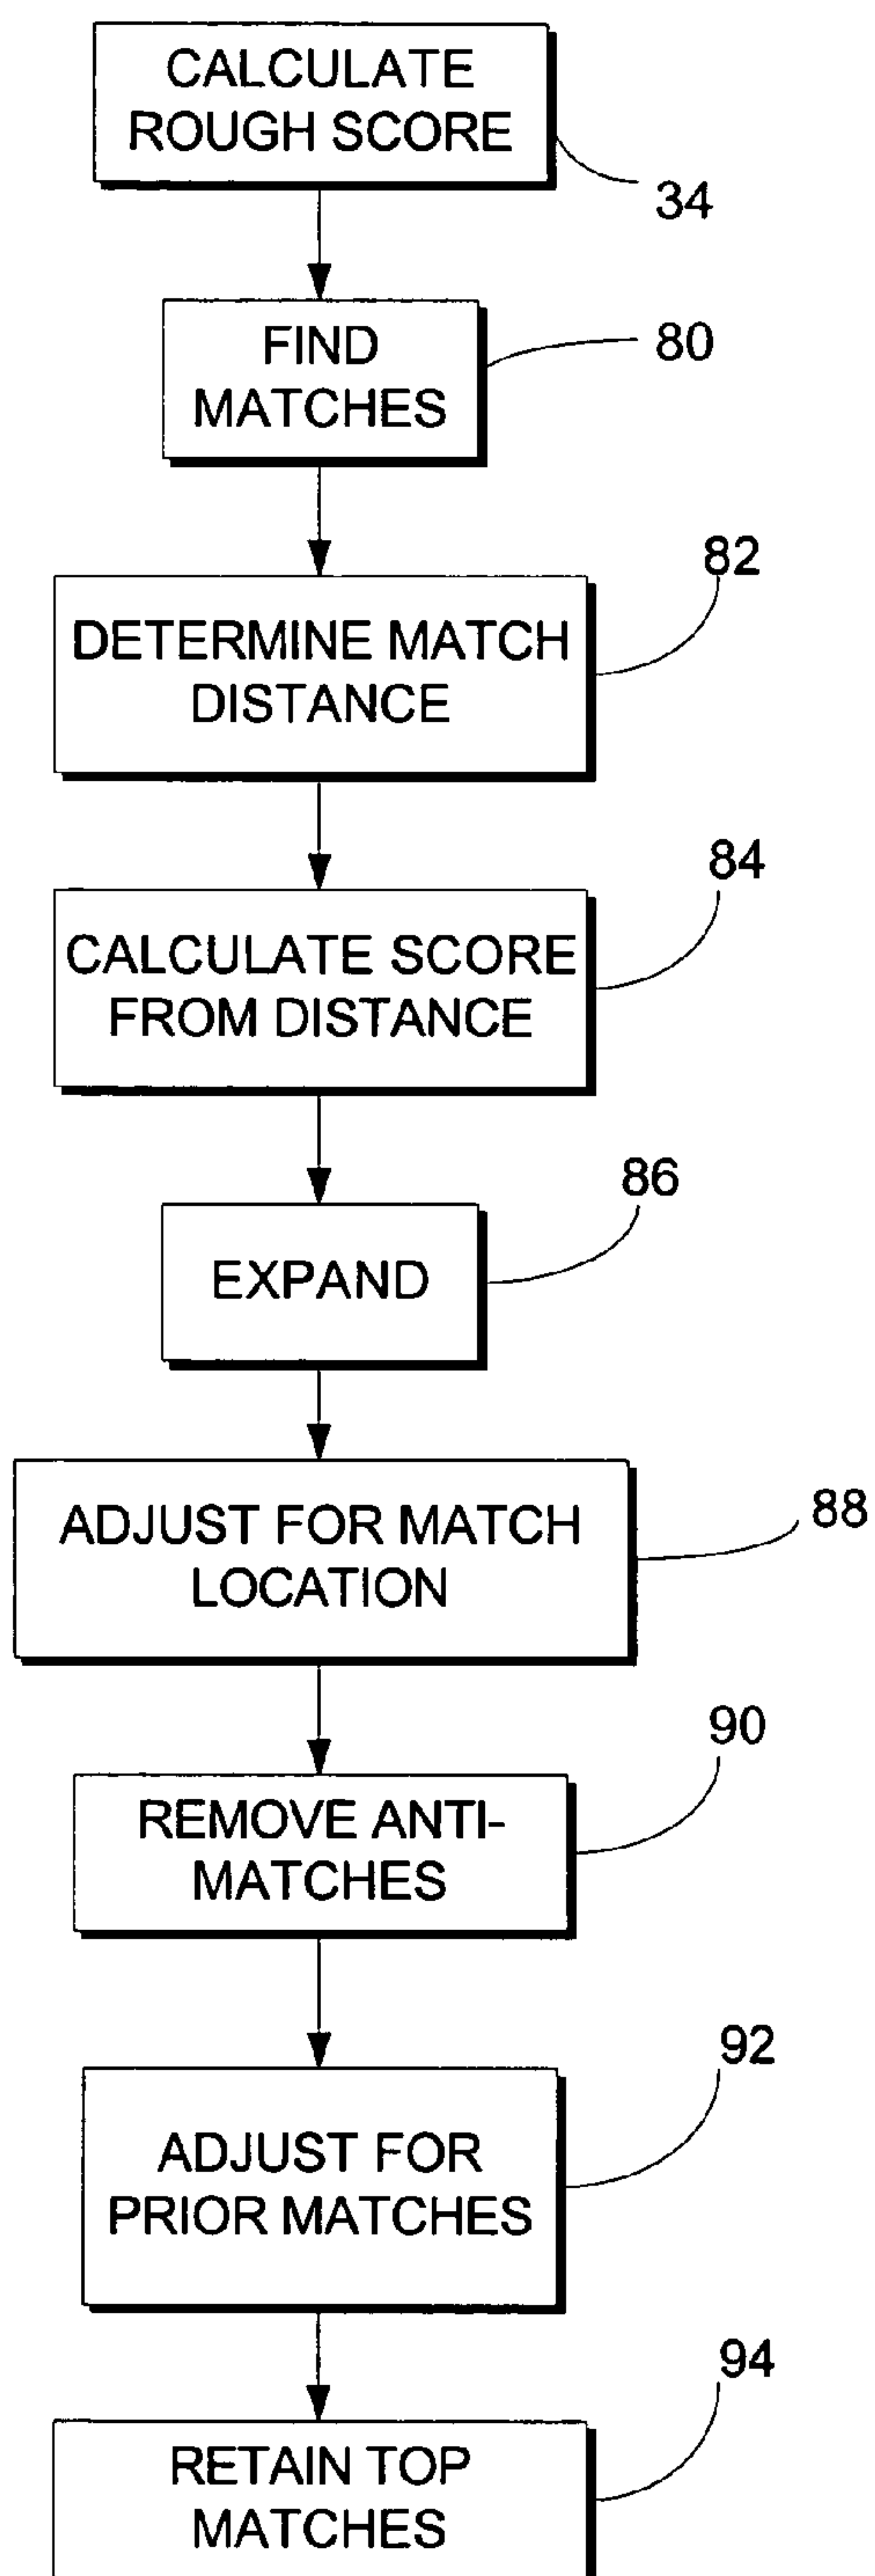 CALCULATE
ROUGH SCORE
34
FIND
MATCHES
80
82
DETERMINE MATCH
DISTANCE
84
CALCULATE SCORE
FROM DISTANCE
86
EXPAND
88
ADJUST FOR MATCH
LOCATION
90
REMOVE ANTI-
MATCHES
92
ADJUST FOR
PRIOR MATCHES
94
RETAIN TOP
MATCHES